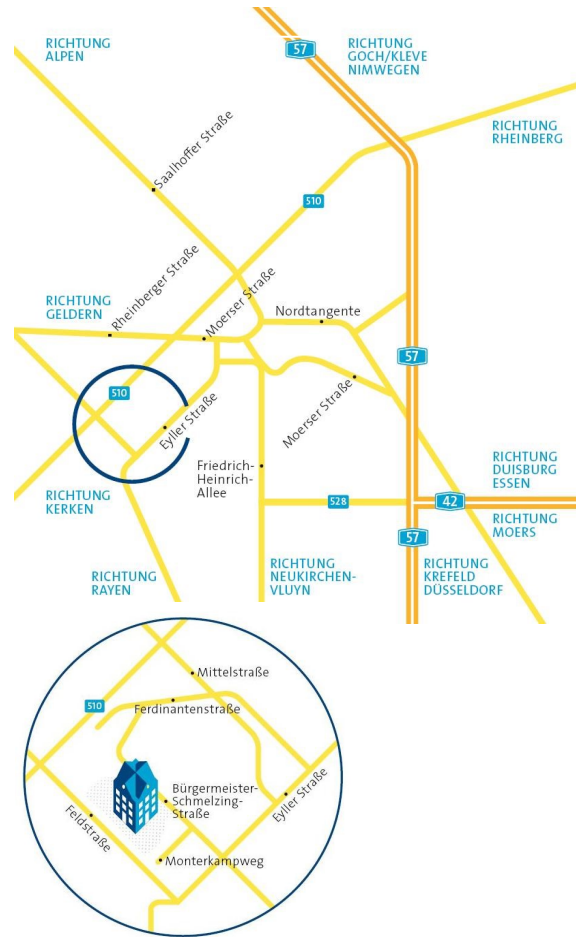 RICHTUNG
ALPEN
57
RICHTUNG
GOCH/KLEVE
NIMWEGEN
RICHTUNG
RHEINBERG
Saalhoffer Straße
510
Rheinberger Straße
Moerser Straße
Nordtangente
RICHTUNG
GELDERN
57
510
Eyller Straße
Moerser Straße
Friedrich-
Heinrich-
Allee
RICHTUNG
DUISBURG
ESSEN
RICHTUNG
KERKEN
528
42
RICHTUNG
MOERS
57
RICHTUNG
RAYEN
RICHTUNG
NEUKIRCHEN-
VLUYN
RICHTUNG
KREFELD
DÜSSELDORF
Mittelstraße
510
Ferdinantenstraße
Bürgermeister-
Schmelzing-
Straße
Eyller Straße
Feldstraße
Monterkampweg